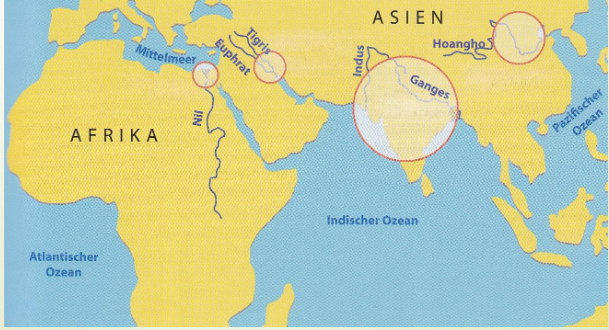 ASIEN
Tigris
Hoangho
Mittelmeer
Euphrat
Indus
Ganges
Nil
Pazifischer
Ozean
AFRIKA
Indischer Ozean
Atlantischer
Ozean